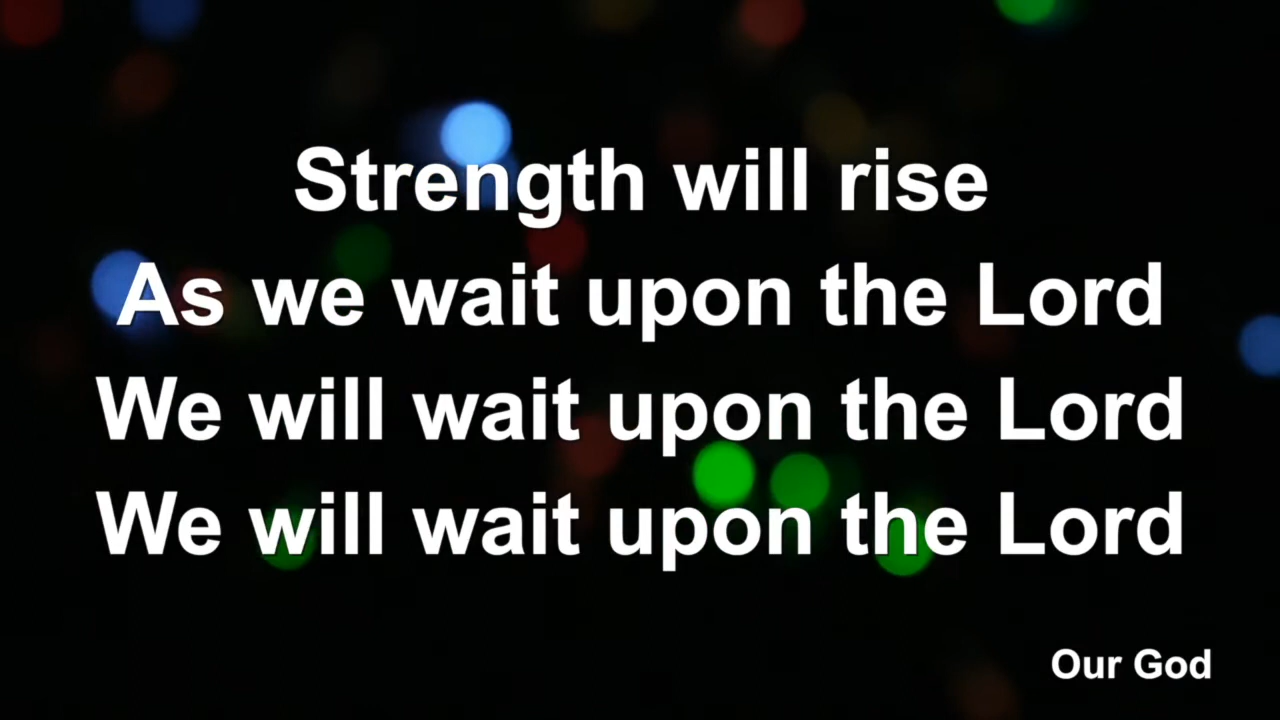 Strength will rise
As we wait upon the Lord
We will wait upon the Lord
We will wait upon the Lord
Our God